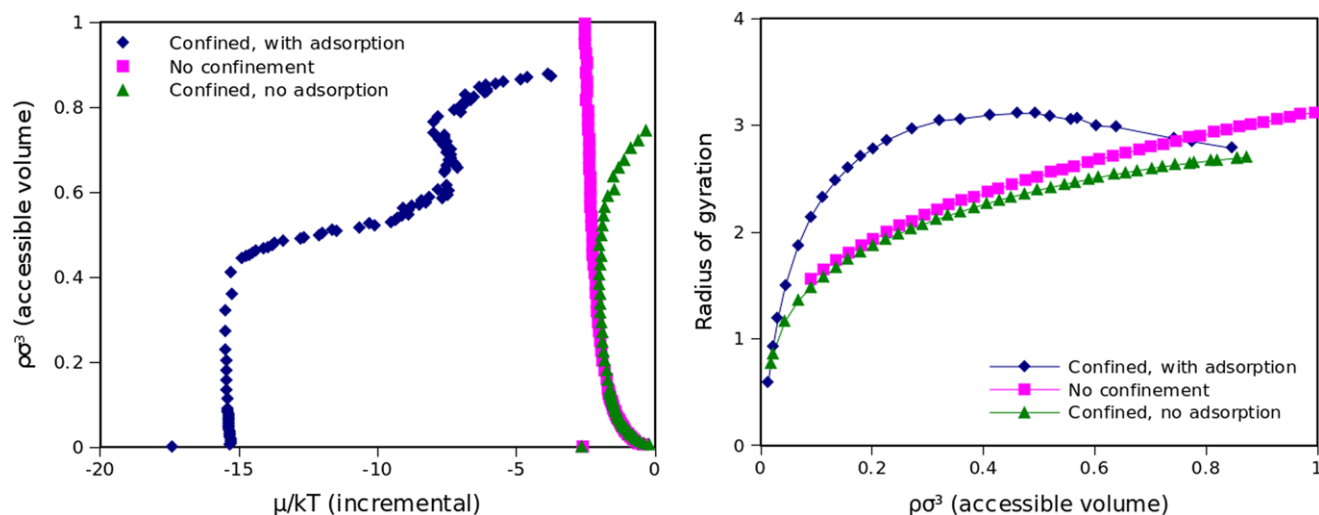 1
0.8
0.6
0.4
0.2
0
-20
-15
-10
-5
0
ρσ³ (accessible volume)
μ/kT (incremental)
Confined, with adsorption
No confinement
Confined, no adsorption
4
3
2
1
0
0
0.2
0.4
0.6
0.8
1
Radius of gyration
ρσ³ (accessible volume)
Confined, with adsorption
No confinement
Confined, no adsorption